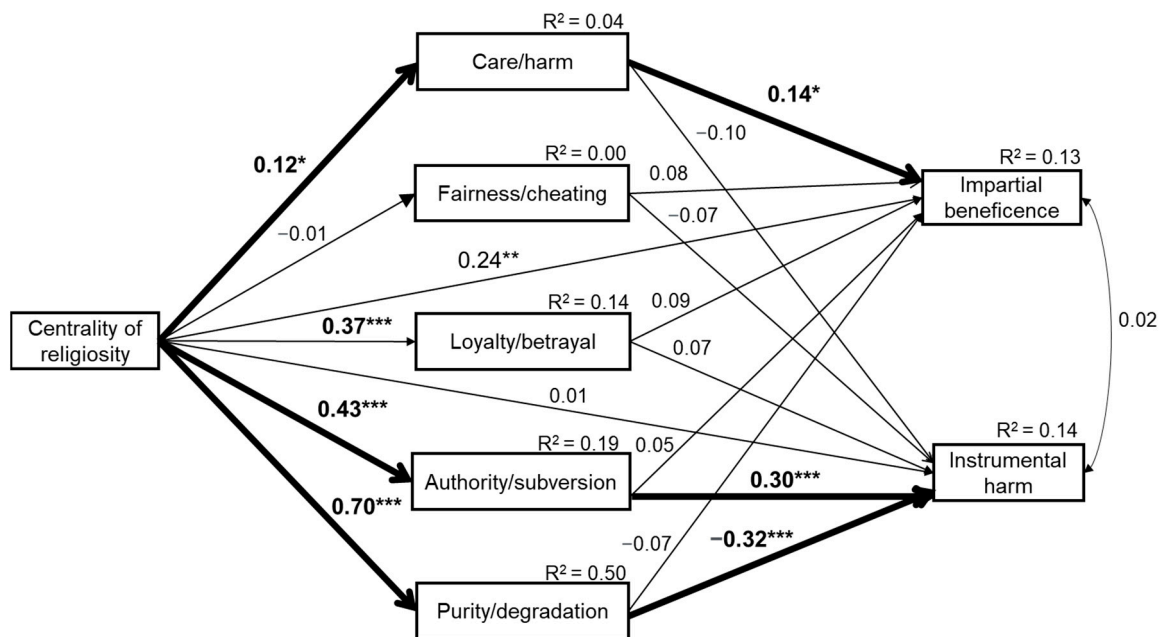 R² = 0.04
Care/harm
0.14*
−0.10
0.12*
R² = 0.00
Fairness/cheating
0.08
−0.07
R² = 0.13
Impartial
beneficence
−0.01
0.24**
R² = 0.14
Loyalty/betrayal
0.09
0.07
Centrality of
religiosity
0.37***
0.02
0.01
0.43***
R² = 0.19
Authority/subversion
0.05
0.30***
R² = 0.14
Instrumental
harm
0.70***
−0.07
−0.32***
R² = 0.50
Purity/degradation